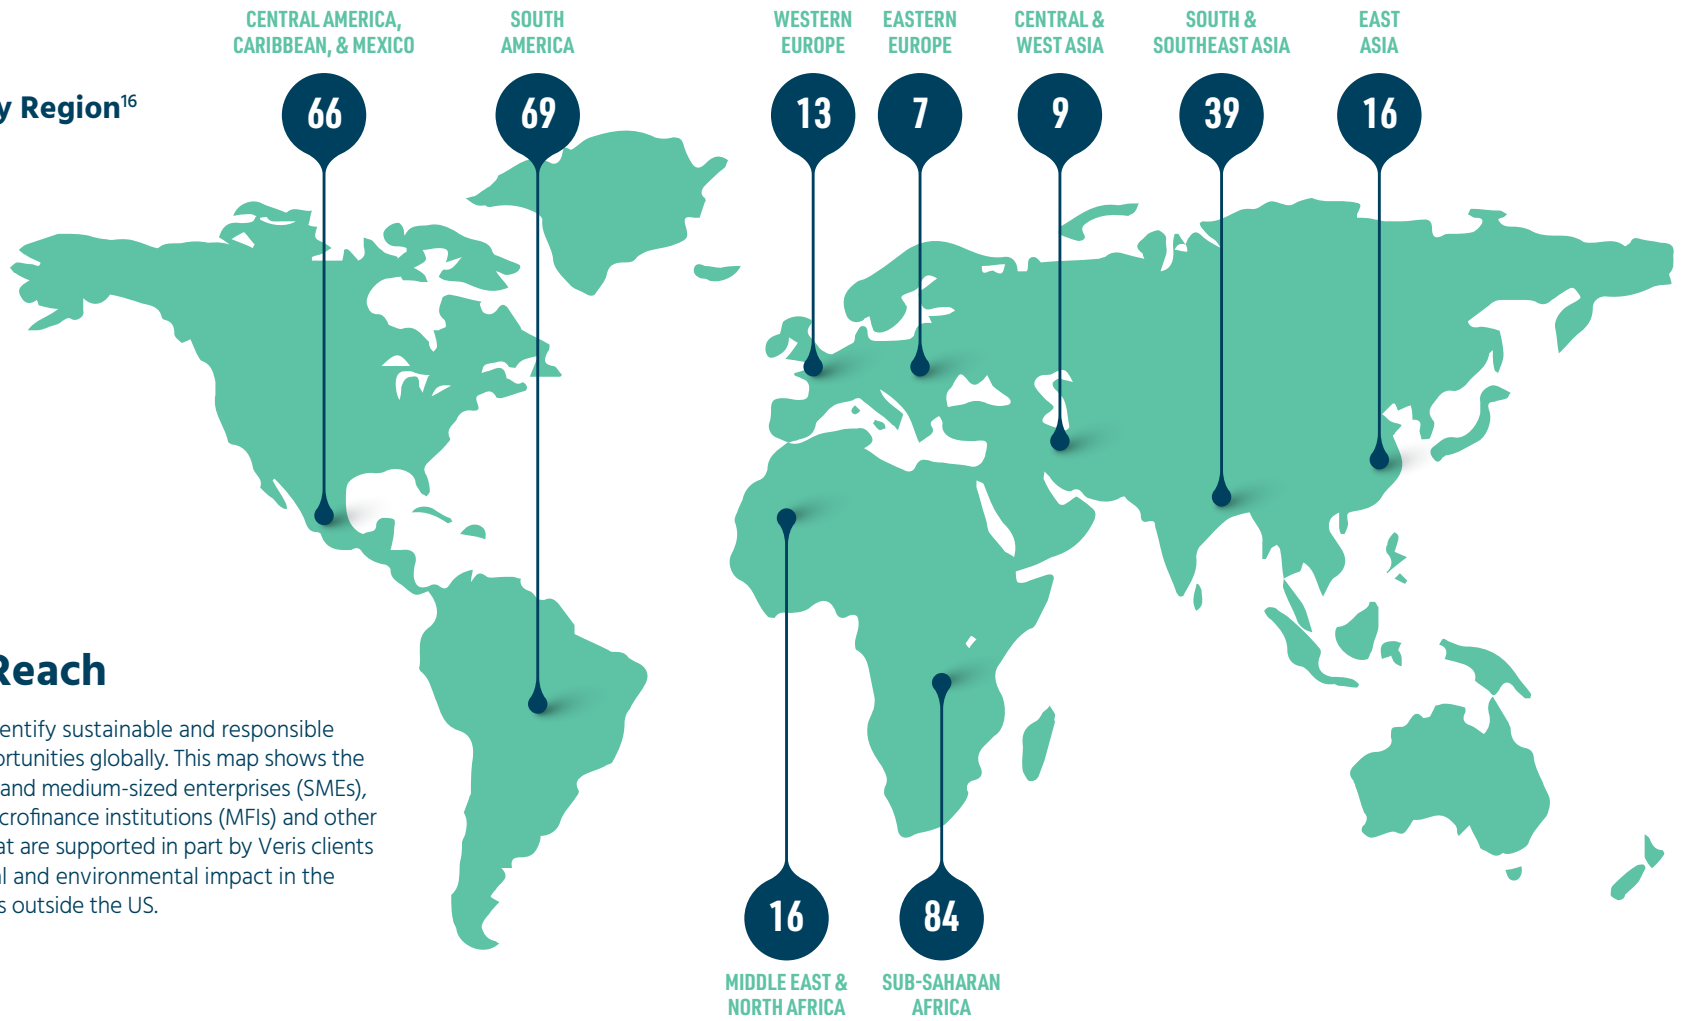 CENTRAL AMERICA,
CARIBBEAN, & MEXICO
SOUTH
AMERICA
WESTERN
EUROPE
EASTERN
EUROPE
CENTRAL &
WEST ASIA
SOUTH &
SOUTHEAST ASIA
EAST
ASIA
y Region16
66
69
13
7
9
39
16
Reach
entify sustainable and responsible
ortunities globally. This map shows the
and medium-sized enterprises (SMEs),
crofinance institutions (MFIs) and other
at are supported in part by Veris clients
l and environmental impact in the
s outside the US.
16
84
MIDDLE EAST &
NORTH AFRICA
SUB-SAHARAN
AFRICA